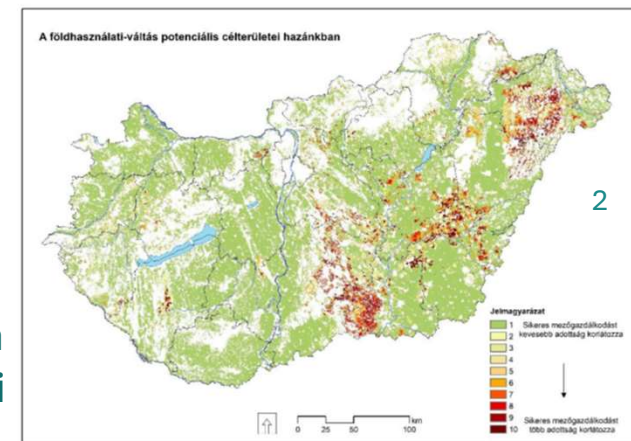 A földhasználati-váltás potenciális célterületei hazánkban
2
i
Jelmagyarázat
1 Sikeres mezőgazdálkodást
2 kevesebb adottság korlátozza
3
4
5
6
7
8
9 Sikeres mezőgazdálkodást
10 több adottság korlátozza
km
0 25 50 100